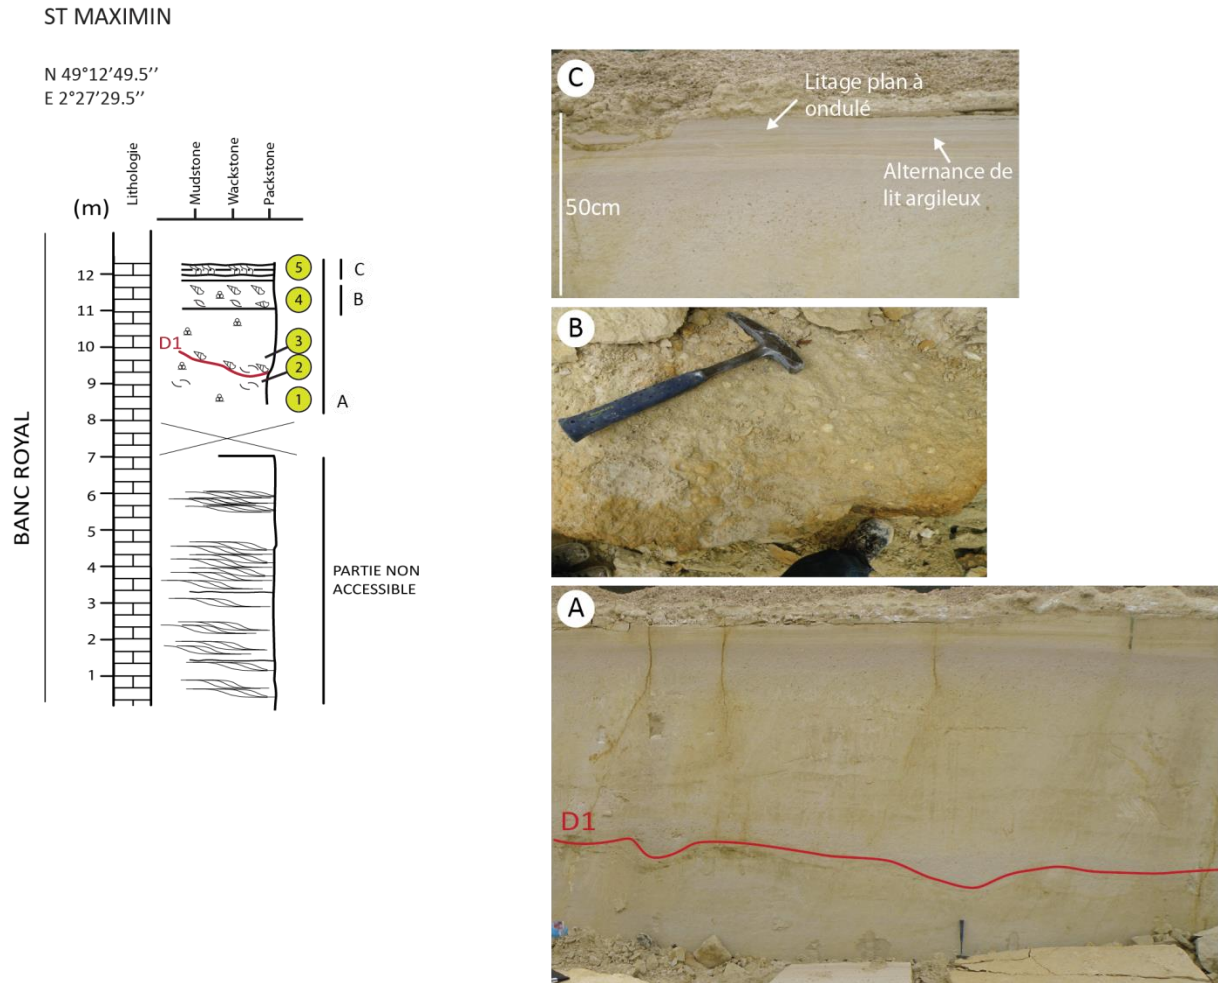 ST MAXIMIN
N 49°12’49.5’’
E 2°27’29.5’’
Lithologie
Mudstone
Wackstone
Packstone
(m)
BANC ROYAL
12
11
10
9
8
7
6
5
4
3
2
1
D1
5
4
3
2
1
C
B
A
PARTIE NON
ACCESSIBLE
C
Litage plan à
ondulé
Alternance de
lit argileux
50cm
B
A
D1